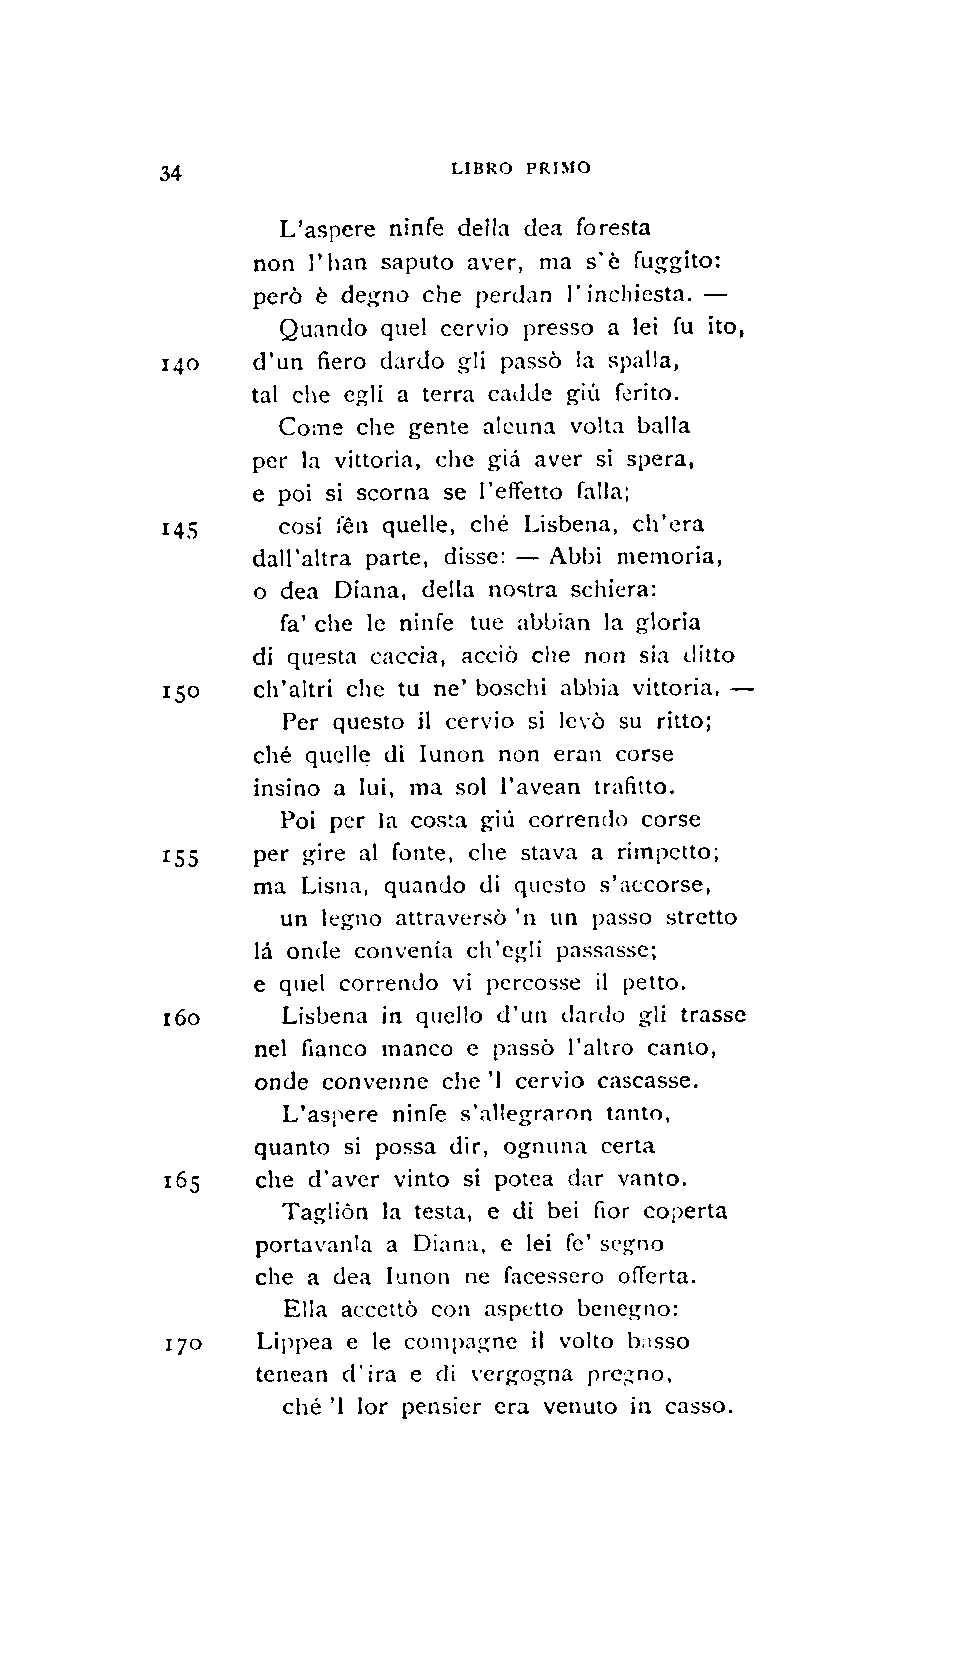 34 LIBRO PRIMO
L'aspere ninfe della dea foresta
non l'han saputo aver, ma s'è fuggito:
però è degno che perdan l'inchiesta. —
Quando quel cervio presso a lei fu ito,
140 d'un fiero dardo gli passò la spalla,
tal che egli a terra cadde giú ferito.
Come che gente alcuna volta balla
per la vittoria, che giá aver si spera,
e poi si scorna se l'effetto falla;
145 cosí fên quelle, ché Lisbena, ch'era
dall'altra parte, disse: — Abbi memoria,
o dea Diana, della nostra schiera:
fa' che le ninfe tue abbian la gloria
di questa caccia, acciò che non sia ditto
150 ch'altri che tu ne' boschi abbia vittoria. —
Per questo il cervio si levò su ritto;
ché quelle di Iunon non eran corse
insino a lui, ma sol l'avean trafitto.
Poi per la costa giú correndo corse
155 per gire al fonte, che stava a rimpetto;
ma Lisna, quando di questo s'accorse,
un legno attraversò 'n un passo stretto
lá onde convenía ch'egli passasse;
e quel correndo vi percosse il petto.
160 Lisbena in quello d'un dardo gli trasse
nel fianco manco e passò l'altro canto,
onde convenne che 'l cervio cascasse.
L'aspere ninfe s'allegraron tanto,
quanto si possa dir, ognuna certa
165 che d'aver vinto si potea dar vanto.
Tagliôn la testa, e di bei fior coperta
portavanla a Diana, e lei fe' segno
che a dea Iunon ne facessero offerta.
Ella accettò con aspetto benegno:
170 Lippea e le compagne il volto basso
tenean d'ira e di vergogna pregno,
ché 'l lor pensier era venuto in casso.